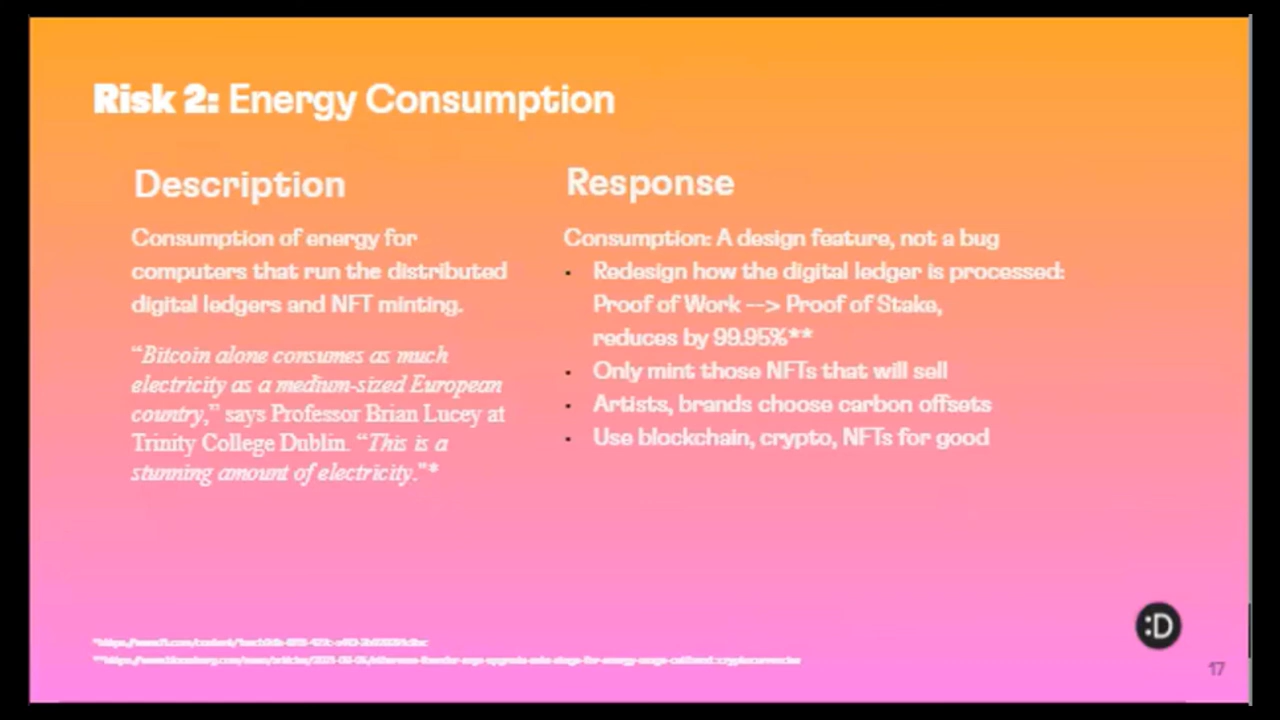 Risk 2: Energy Consumption
Description
Consumption of energy for
computers that run the distributed
digital ledgers and NFT minting.
“Bitcoin alone consumes as much
electricity as a medium-sized European
country,” says Professor Brian Lucey at
Trinity College Dublin. “This is a
stunning amount of electricity.”*
Response
Consumption: A design feature, not a bug
· Redesign how the digital ledger is processed:
Proof of Work --> Proof of Stake,
reduces by 99.95%**
· Only mint those NFTs that will sell
· Artists, brands choose carbon offsets
· Use blockchain, crypto, NFTs for good
:D
17